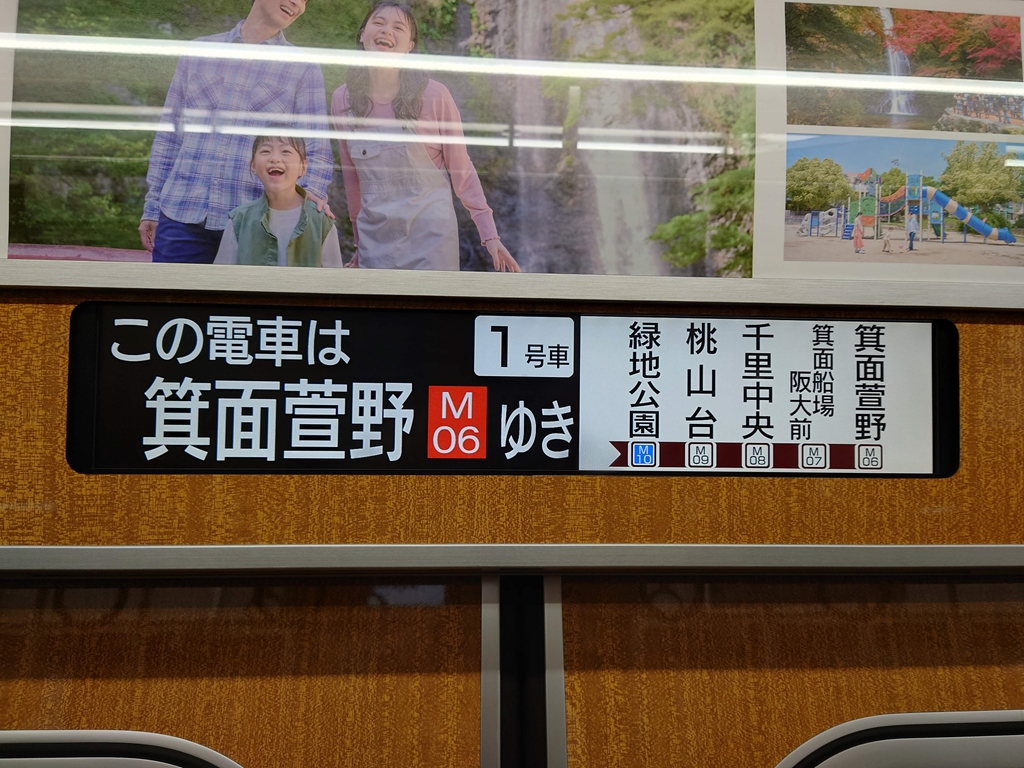 この電車は
1号車
箕面萱野 M06 ゆき
緑地公園
桃山台
千里中央
箕面船場
阪大前
箕面萱野
M10
M09
M08
M07
M06